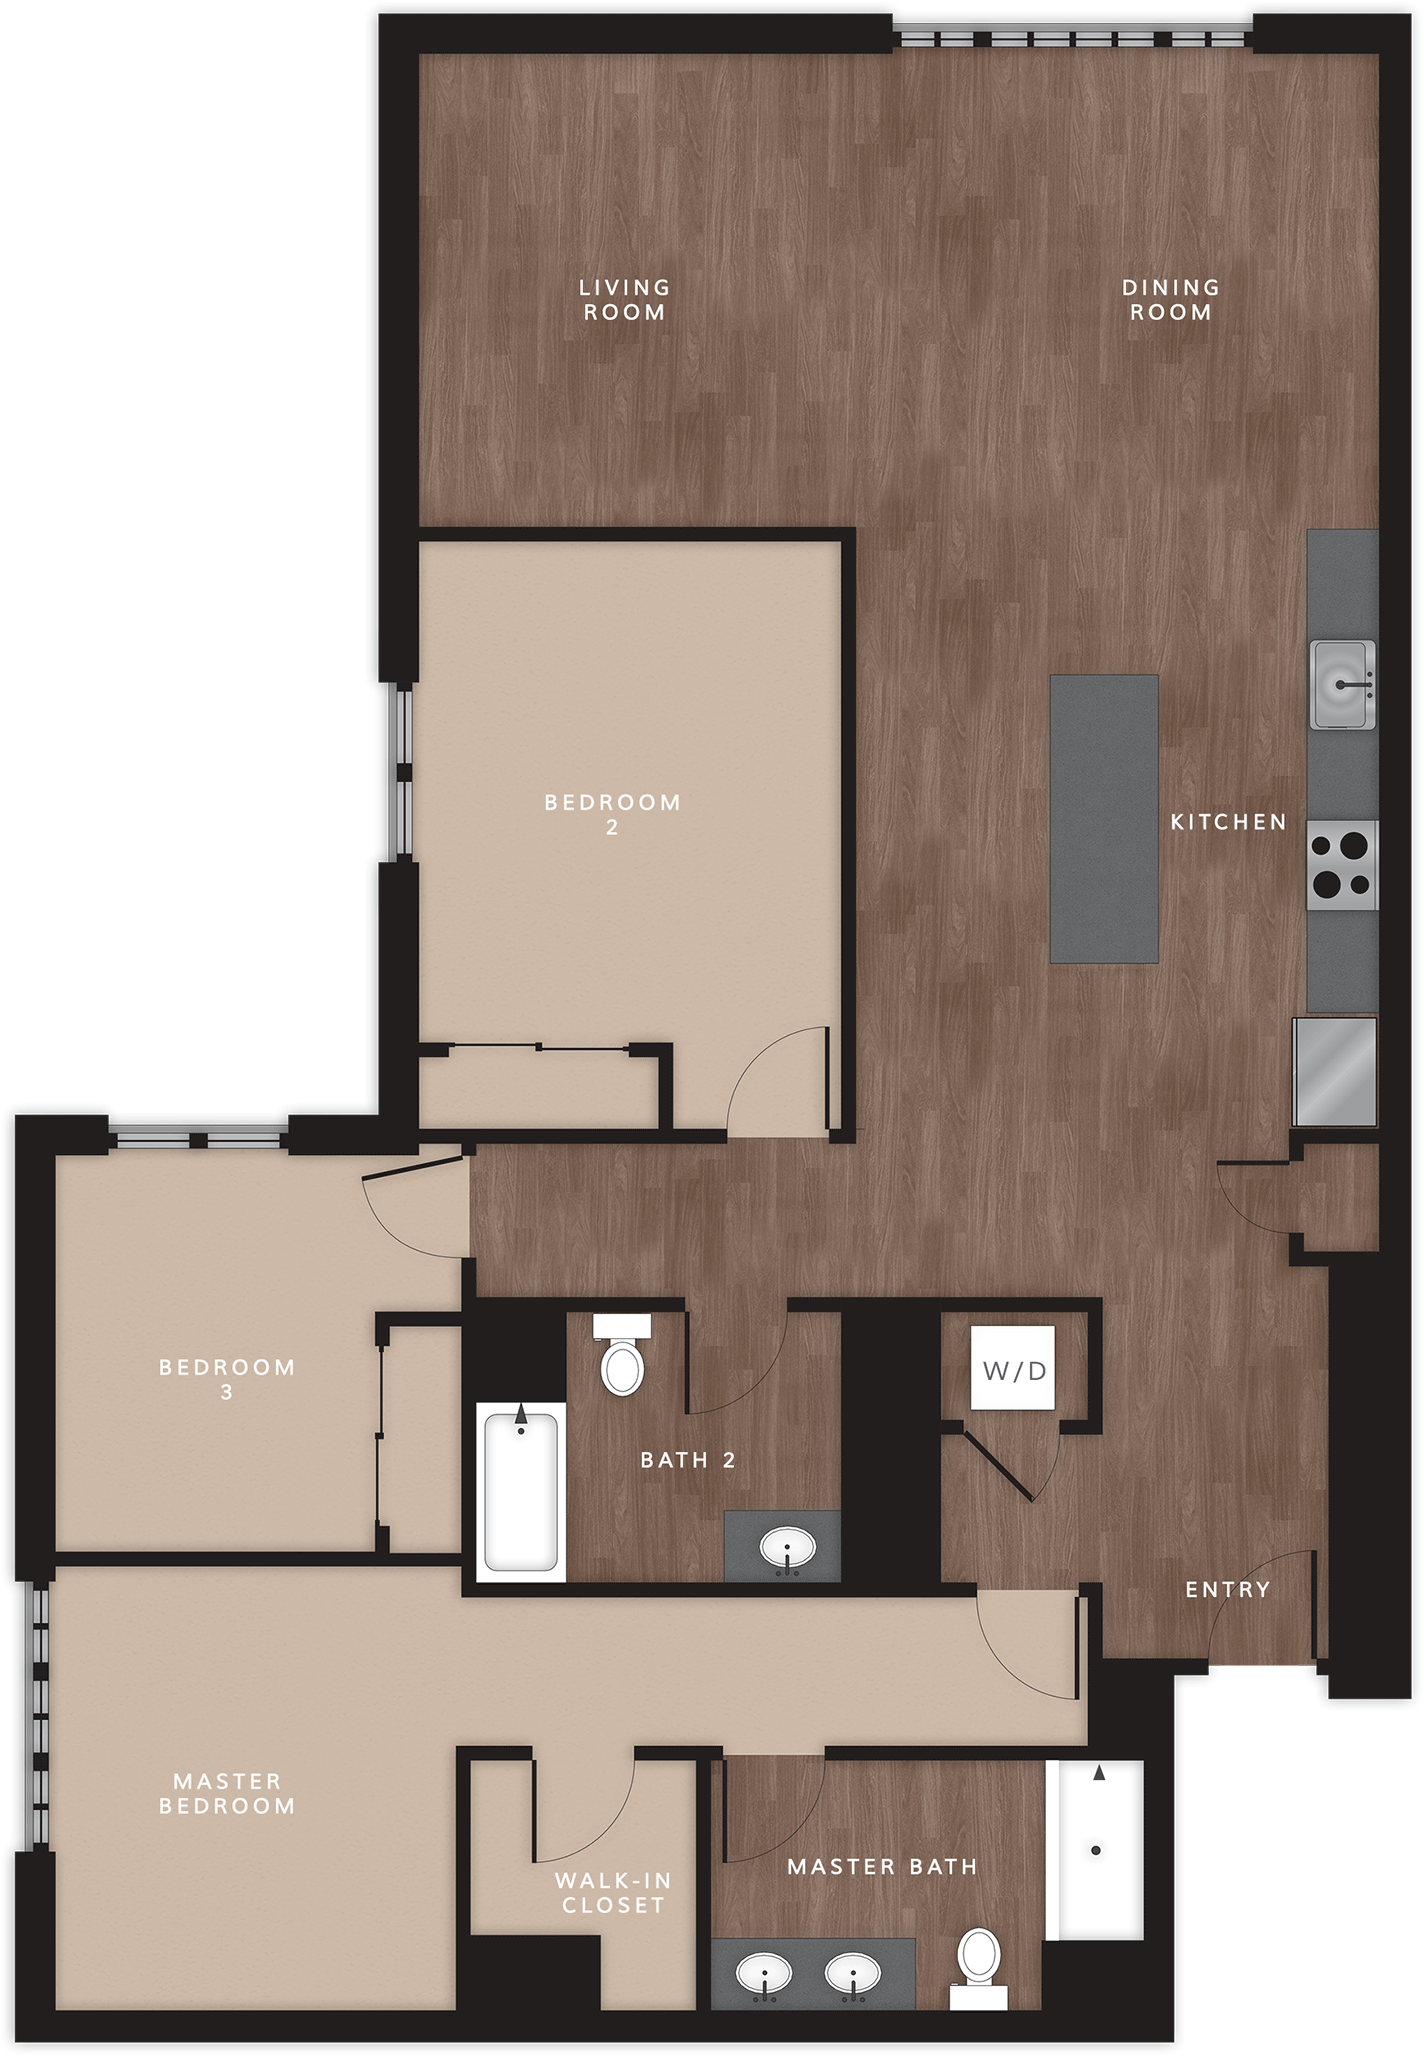 LIVING
ROOM
DINING
ROOM
BEDROOM
2
KITCHEN
BEDROOM
3
W/D
BATH 2
ENTRY
MASTER
BEDROOM
WALK-IN
CLOSET
MASTER BATH